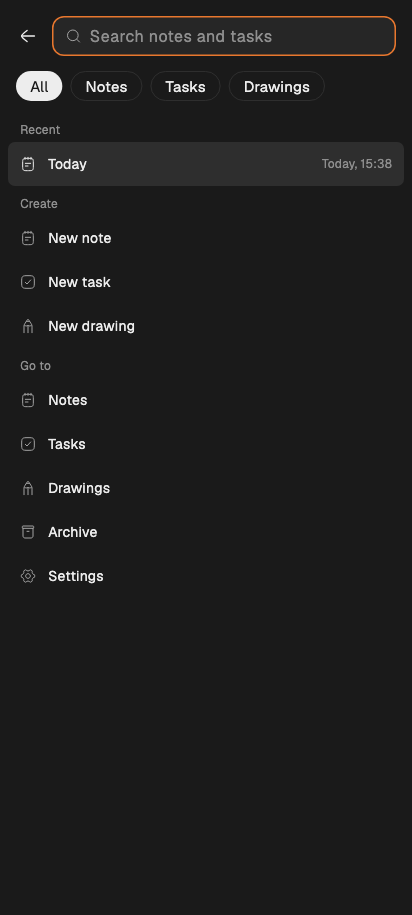 Search notes and tasks
All Notes Tasks Drawings
Recent
Today Today, 15:38
Create
New note
New task
New drawing
Go to
Notes
Tasks
Drawings
Archive
Settings